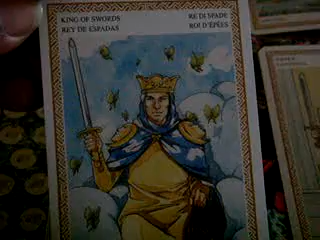 KING OF SWORDS
REY DE ESPADAS
RE DI SPADE
ROI D'ÉPÉES